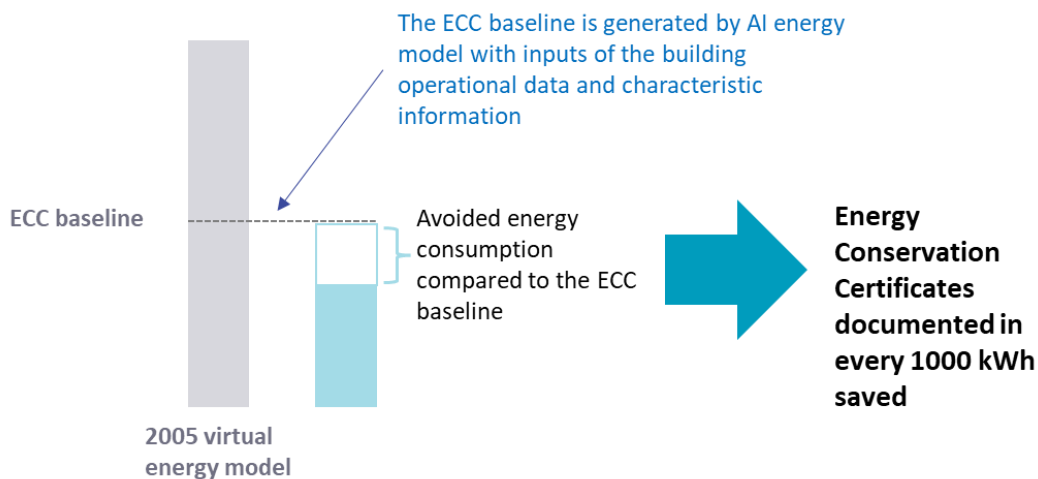 The ECC baseline is generated by AI energy
model with inputs of the building
operational data and characteristic
information
ECC baseline
Avoided energy
consumption
compared to the ECC
baseline
Energy
Conservation
Certificates
documented in
every 1000 kWh
saved
2005 virtual
energy model